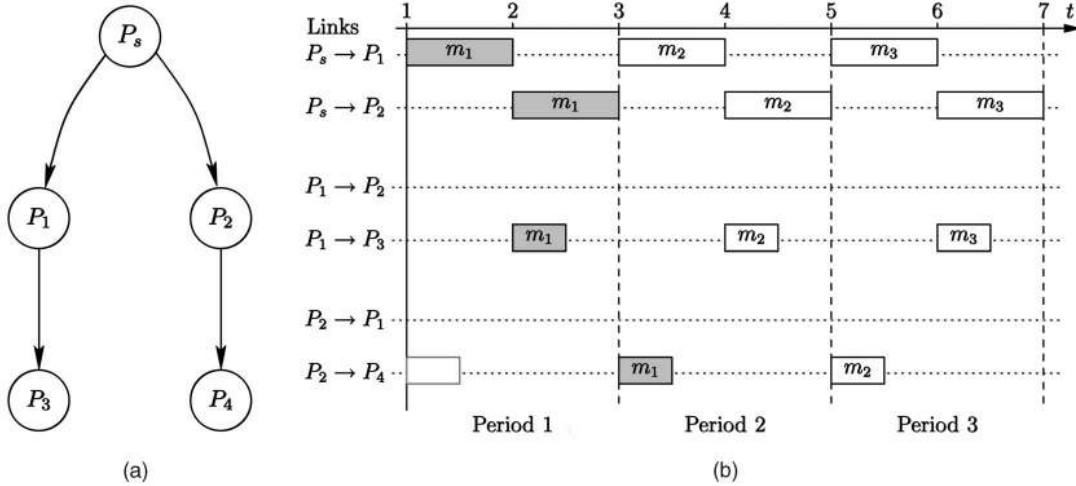 P_s
P_1
P_2
P_3
P_4
(a)
1 2 3 4 5 6 7 t
Links
P_s → P_1 m_1 m_2 m_3
P_s → P_2 m_1 m_2 m_3
P_1 → P_2
P_1 → P_3 m_1 m_2 m_3
P_2 → P_1
P_2 → P_4 m_1 m_2
Period 1 Period 2 Period 3
(b)